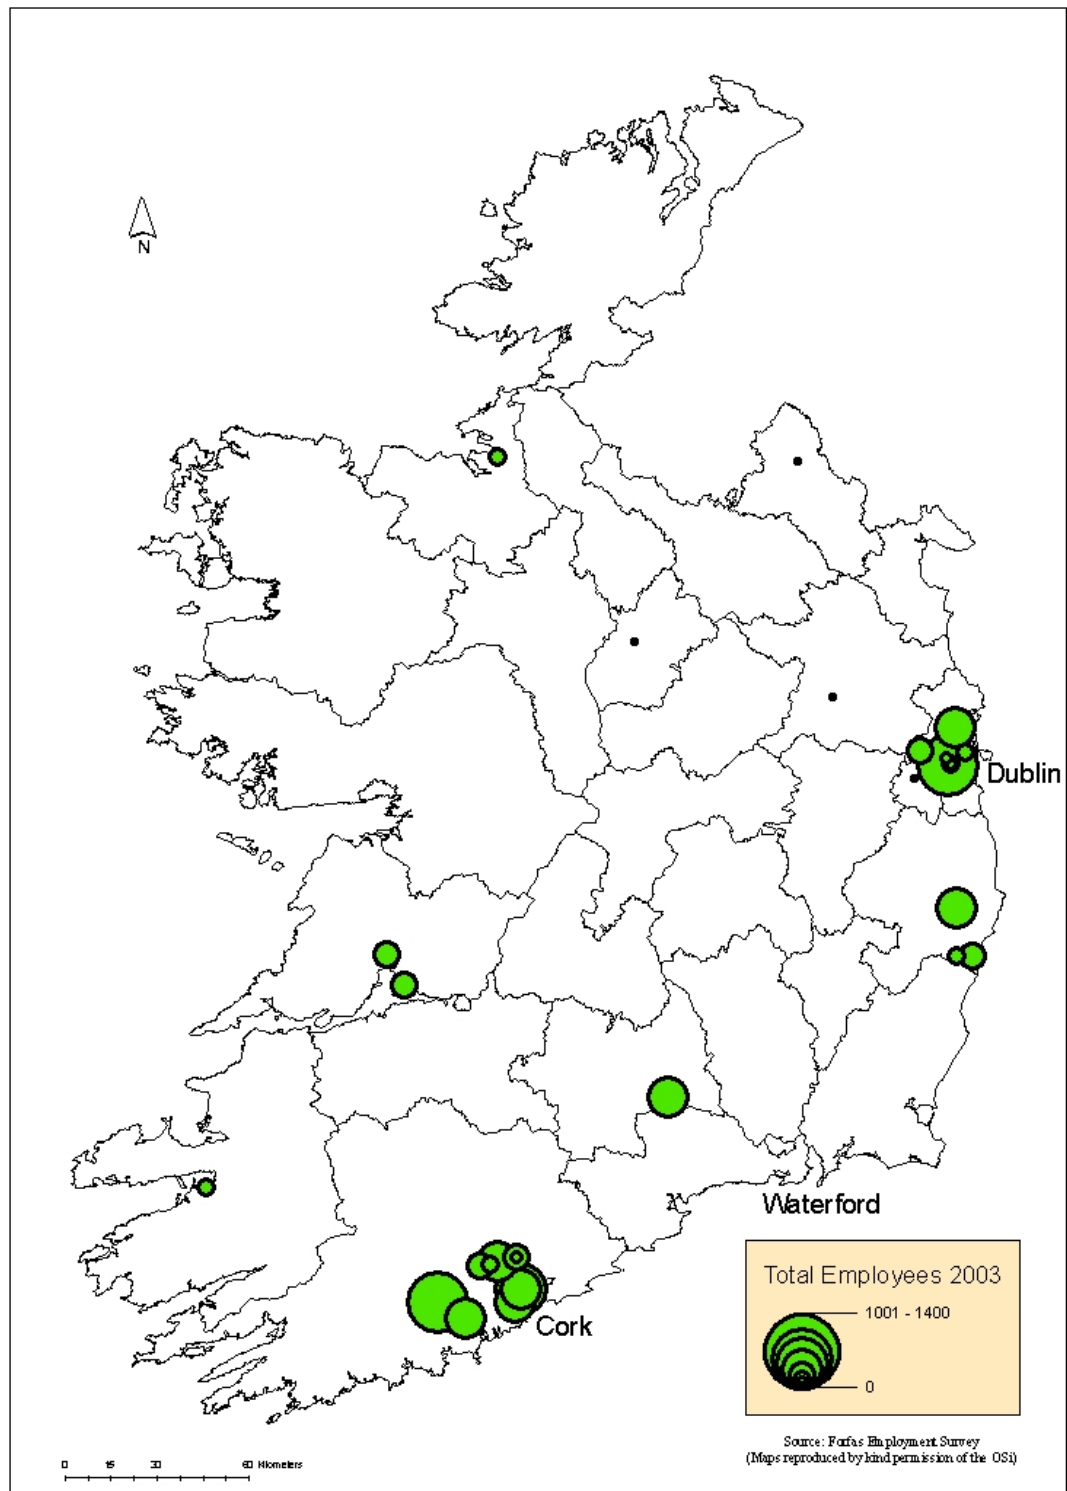 N
Dublin
Waterford
Cork
Total Employees 2003
1001 - 1400
0
Source: Forfas Employment Survey
(Maps reproduced by kind permission of the OSi)
0 15 30 60 Kilometers